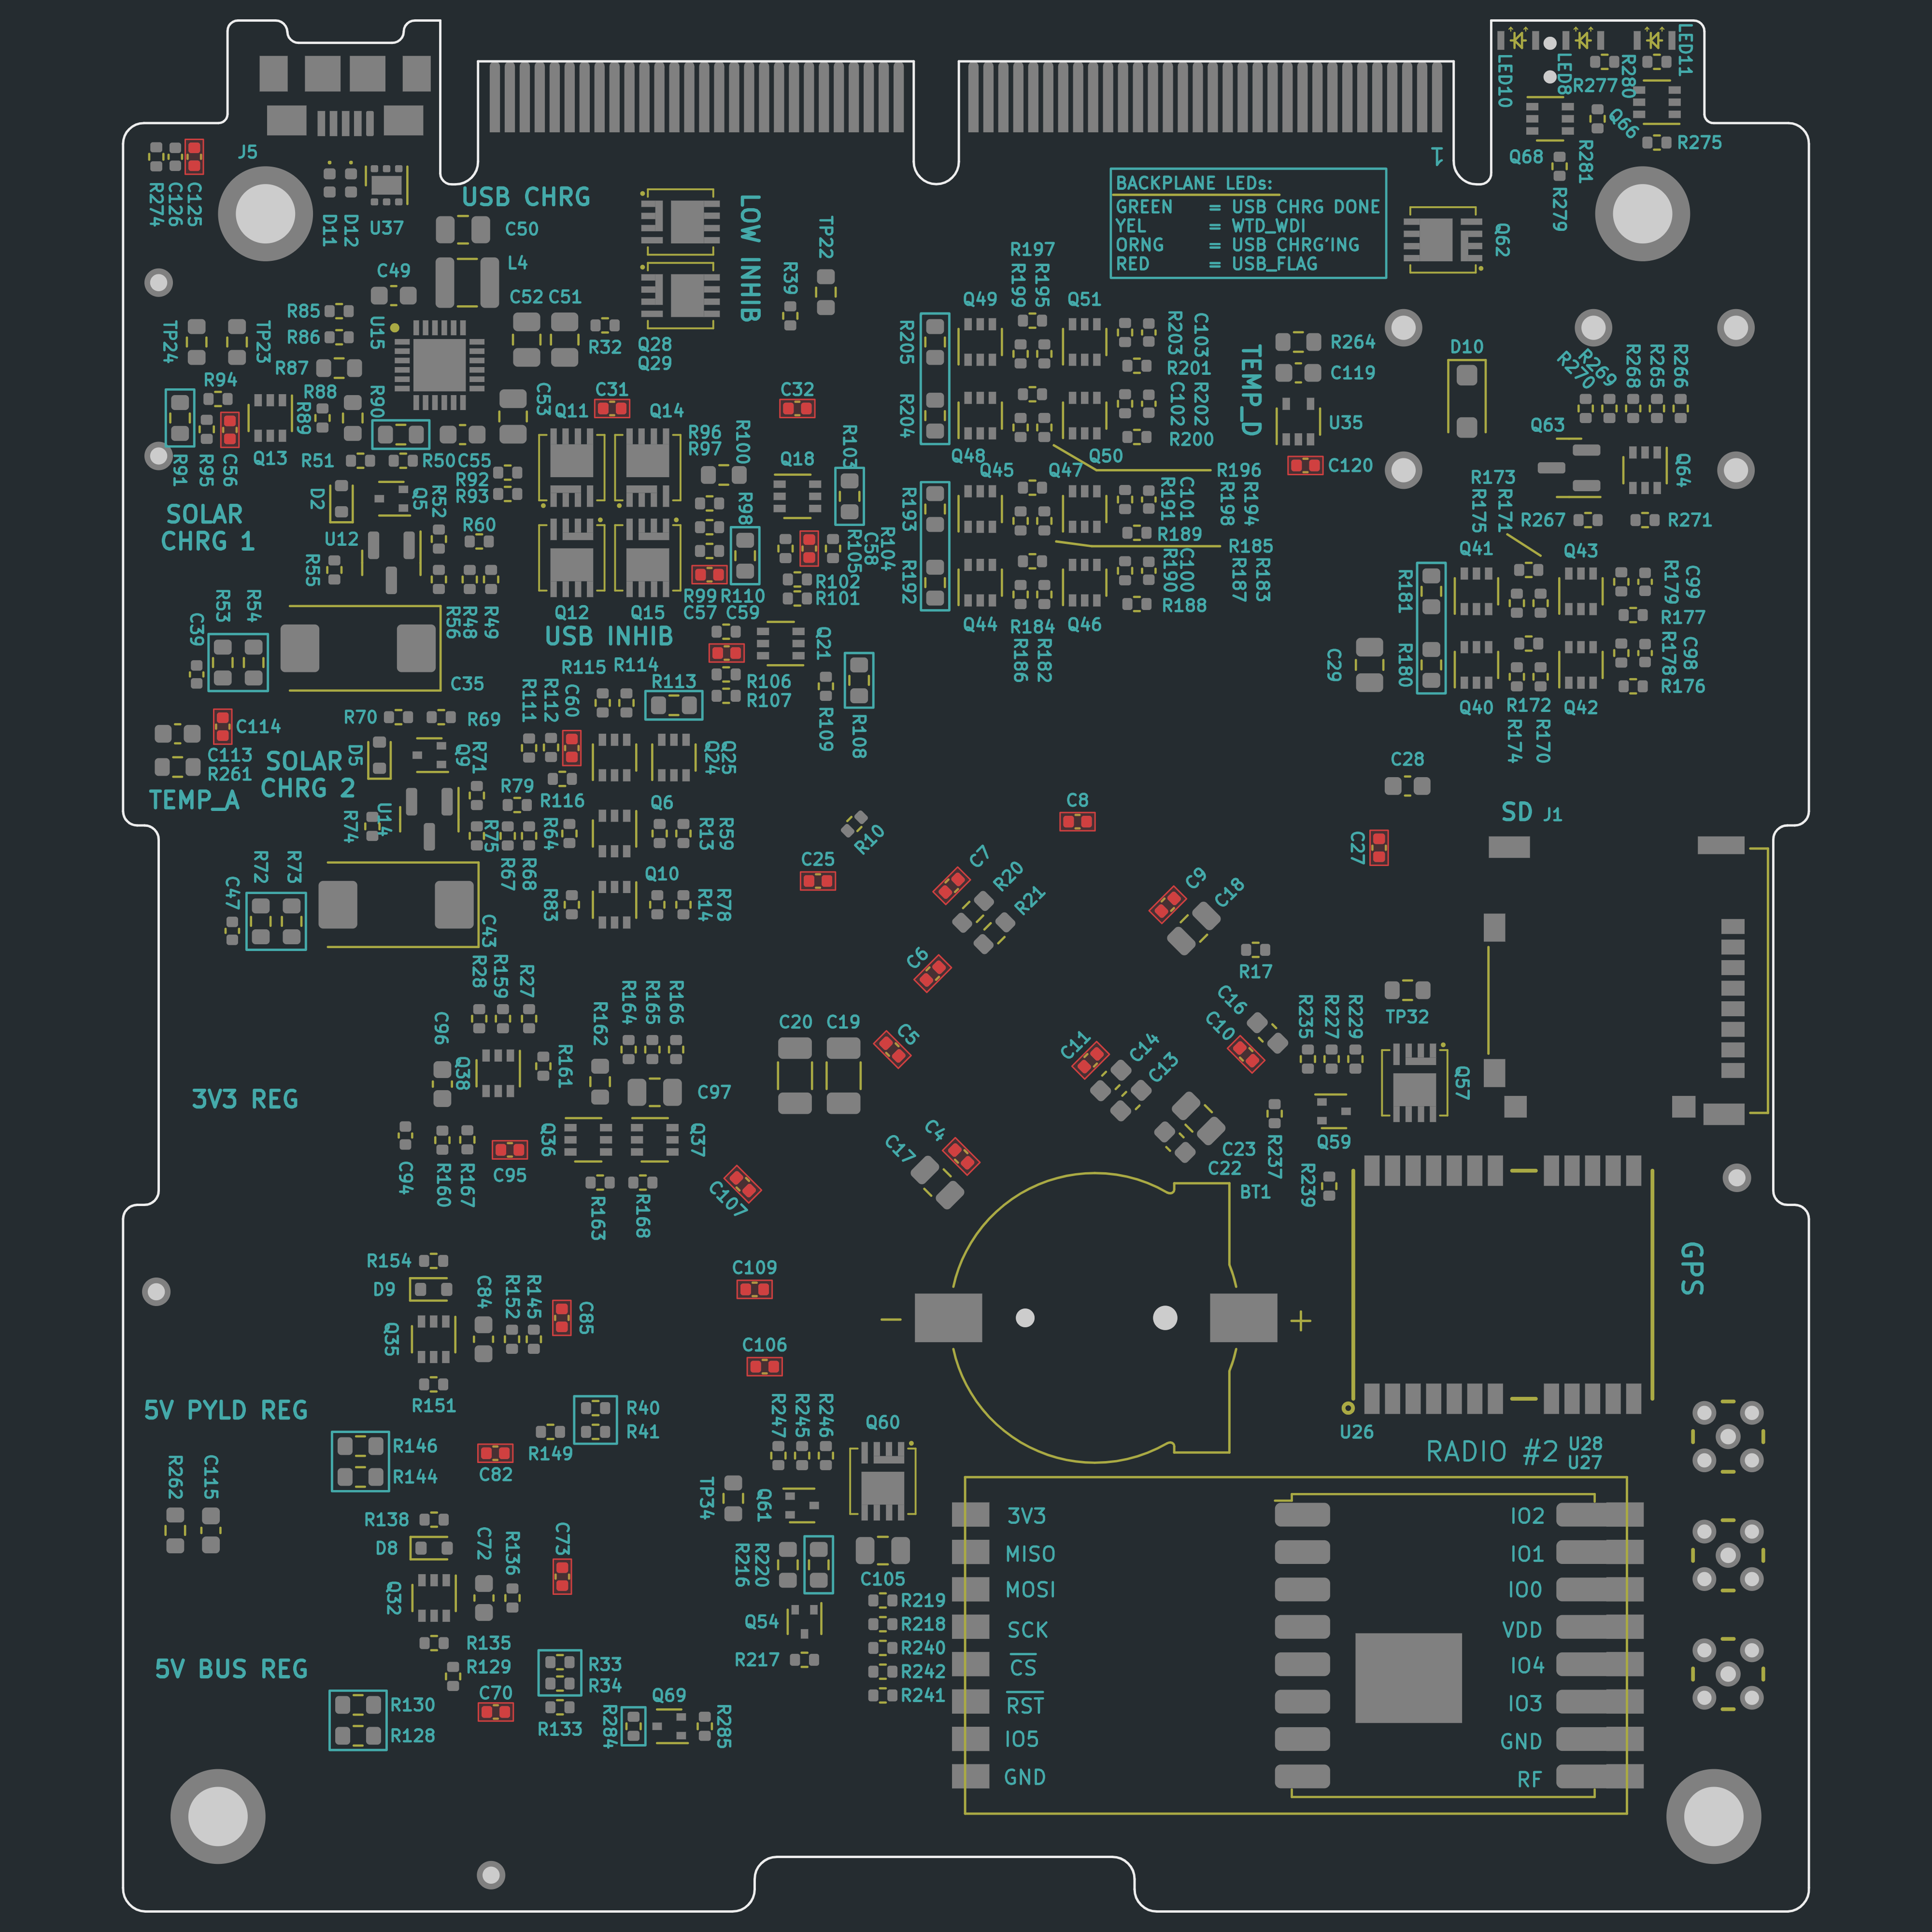 LED10
LED8
R277
R280
LED11
Q66
R275
Q68
R281
R279
J5
R274
C126
C125
D11
D12
U37
USB CHRG
C50
L4
C49
C52
C51
LOW INHIB
TP22
R39
Q28
Q29
1
BACKPLANE LEDs:
GREEN = USB CHRG DONE
YEL = WTD_WDI
ORNG = USB CHRG'ING
RED = USB_FLAG
Q62
R197
R199
R195
Q49
Q51
R203
C103
R201
R205
R204
C102
R202
R200
Q48
Q50
TEMP_D
R264
C119
U35
C120
D10
R270
R269
R268
R265
R266
Q63
Q64
R267
R271
TP24
TP23
R85
R86
U15
R87
R88
R94
R90
R89
R32
C53
C31
C32
Q11
Q14
R96
R97
R100
Q18
R103
R91
R95
C56
Q13
R51
R50
C55
R92
R93
D2
Q5
R52
R60
U12
R55
SOLAR
CHRG 1
R98
R105
C58
R104
R102
R101
R99
R110
C57
C59
Q12
Q15
USB INHIB
Q45
Q47
R196
R198
R194
R193
R192
R191
C101
R189
R185
R190
C100
R187
R183
R188
Q44
R184
Q46
R186
R182
R173
R175
R171
Q41
Q43
R181
R180
R179
C99
R177
R178
C98
R176
Q40
R172
Q42
R174
R170
C29
C28
C39
R53
R54
R56
R48
R49
C35
R115
R114
R113
Q21
R106
R107
R109
R108
R111
R112
C60
Q24
Q25
R116
C114
C113
R261
TEMP_A
SOLAR
CHRG 2
R70
R69
D5
Q9
R71
R79
U14
R74
R75
R67
R68
R64
Q6
R13
R59
R83
Q10
R14
R78
C47
R72
R73
C43
R10
C8
C25
C7
R20
R21
C9
C18
C6
R17
C27
SD
J1
R28
R159
R27
C96
Q38
R161
R162
R164
R165
R166
C97
C20
C19
C5
C11
C14
C13
C16
C10
R235
R227
R229
TP32
Q57
Q59
3V3 REG
C94
R160
R167
C95
Q36
Q37
R163
R168
C107
C17
C4
C23
C22
BT1
R237
R239
R154
D9
C84
R152
R145
C85
Q35
R151
C109
C106
−
+
GPS
U26
5V PYLD REG
R146
R144
R40
R41
R149
C82
R247
R245
R246
Q60
RADIO #2
U28
U27
R262
C115
R138
D8
C72
R136
C73
Q32
TP34
Q61
R216
R220
C105
R219
R218
R240
R242
R241
Q54
R217
R135
R129
5V BUS REG
R33
R34
C70
R133
R130
R128
R284
Q69
R285
3V3
MISO
MOSI
SCK
CS
RST
IO5
GND
IO2
IO1
IO0
VDD
IO4
IO3
GND
RF